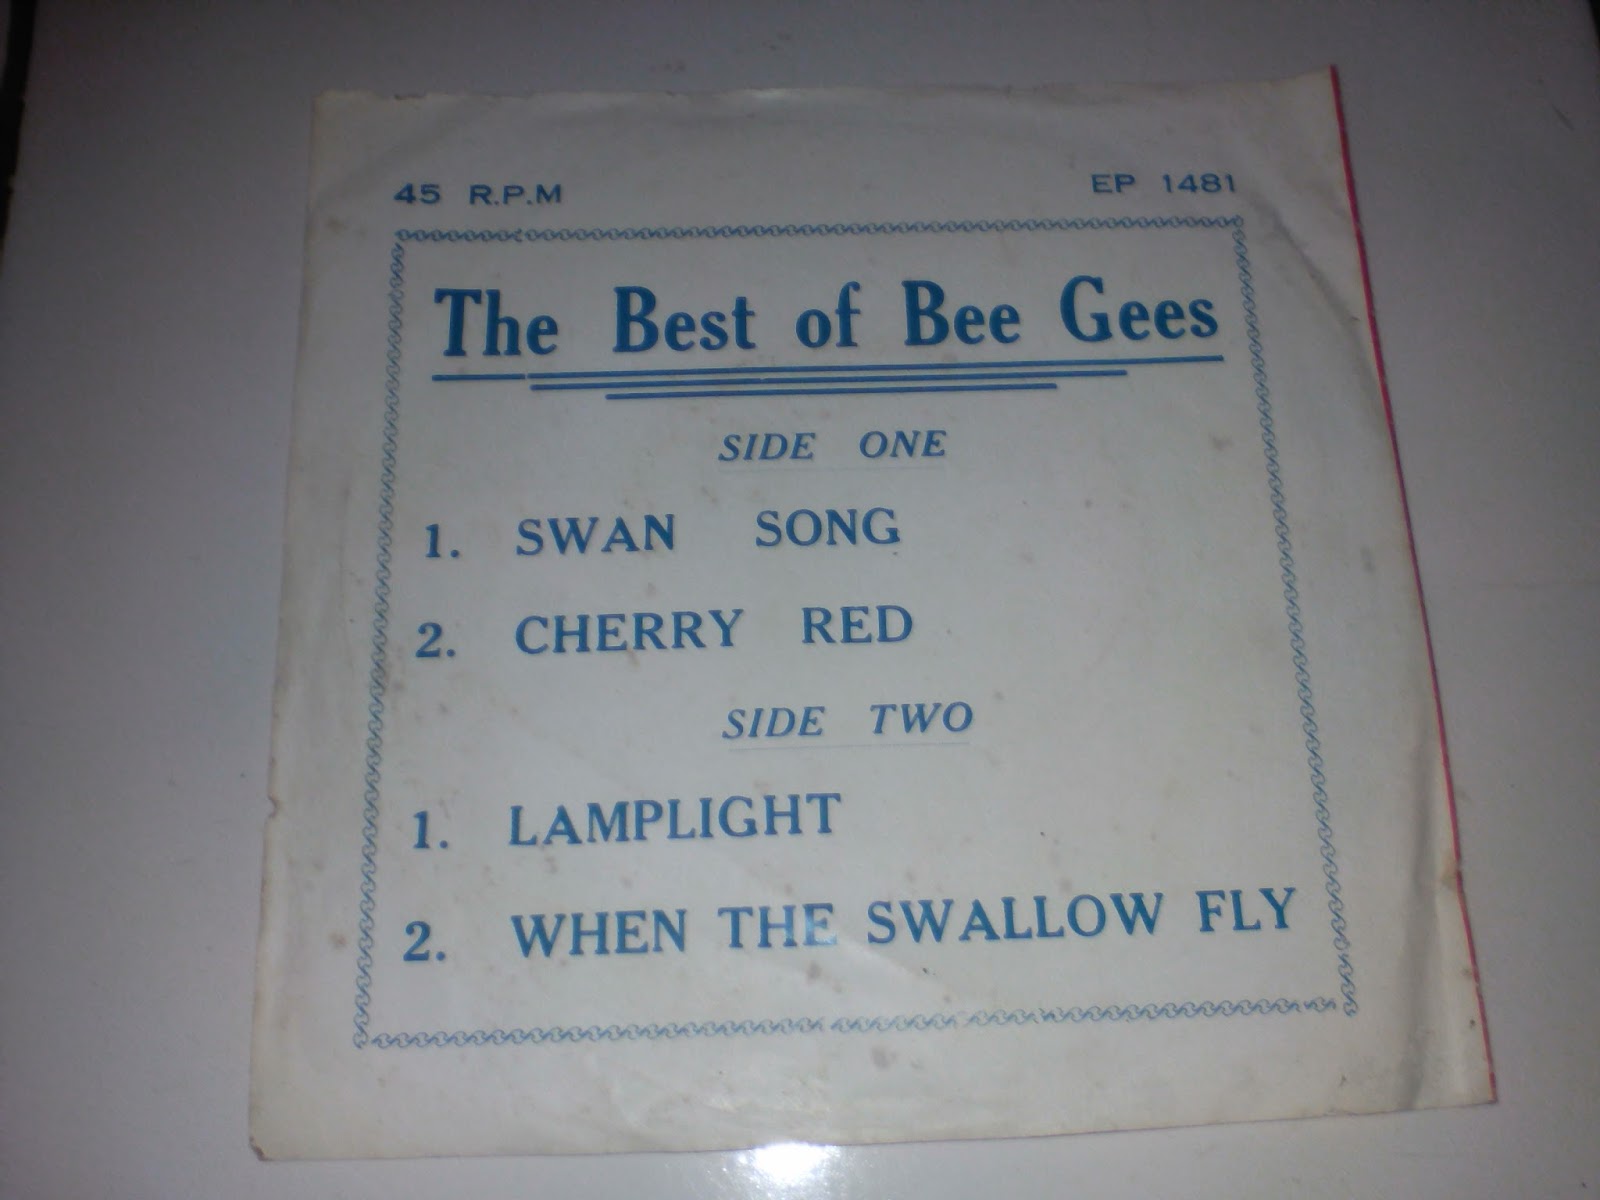 45 R.P.M EP 1481
The Best of Bee Gees
SIDE ONE
1. SWAN SONG
2. CHERRY RED
SIDE TWO
1. LAMPLIGHT
2. WHEN THE SWALLOW FLY